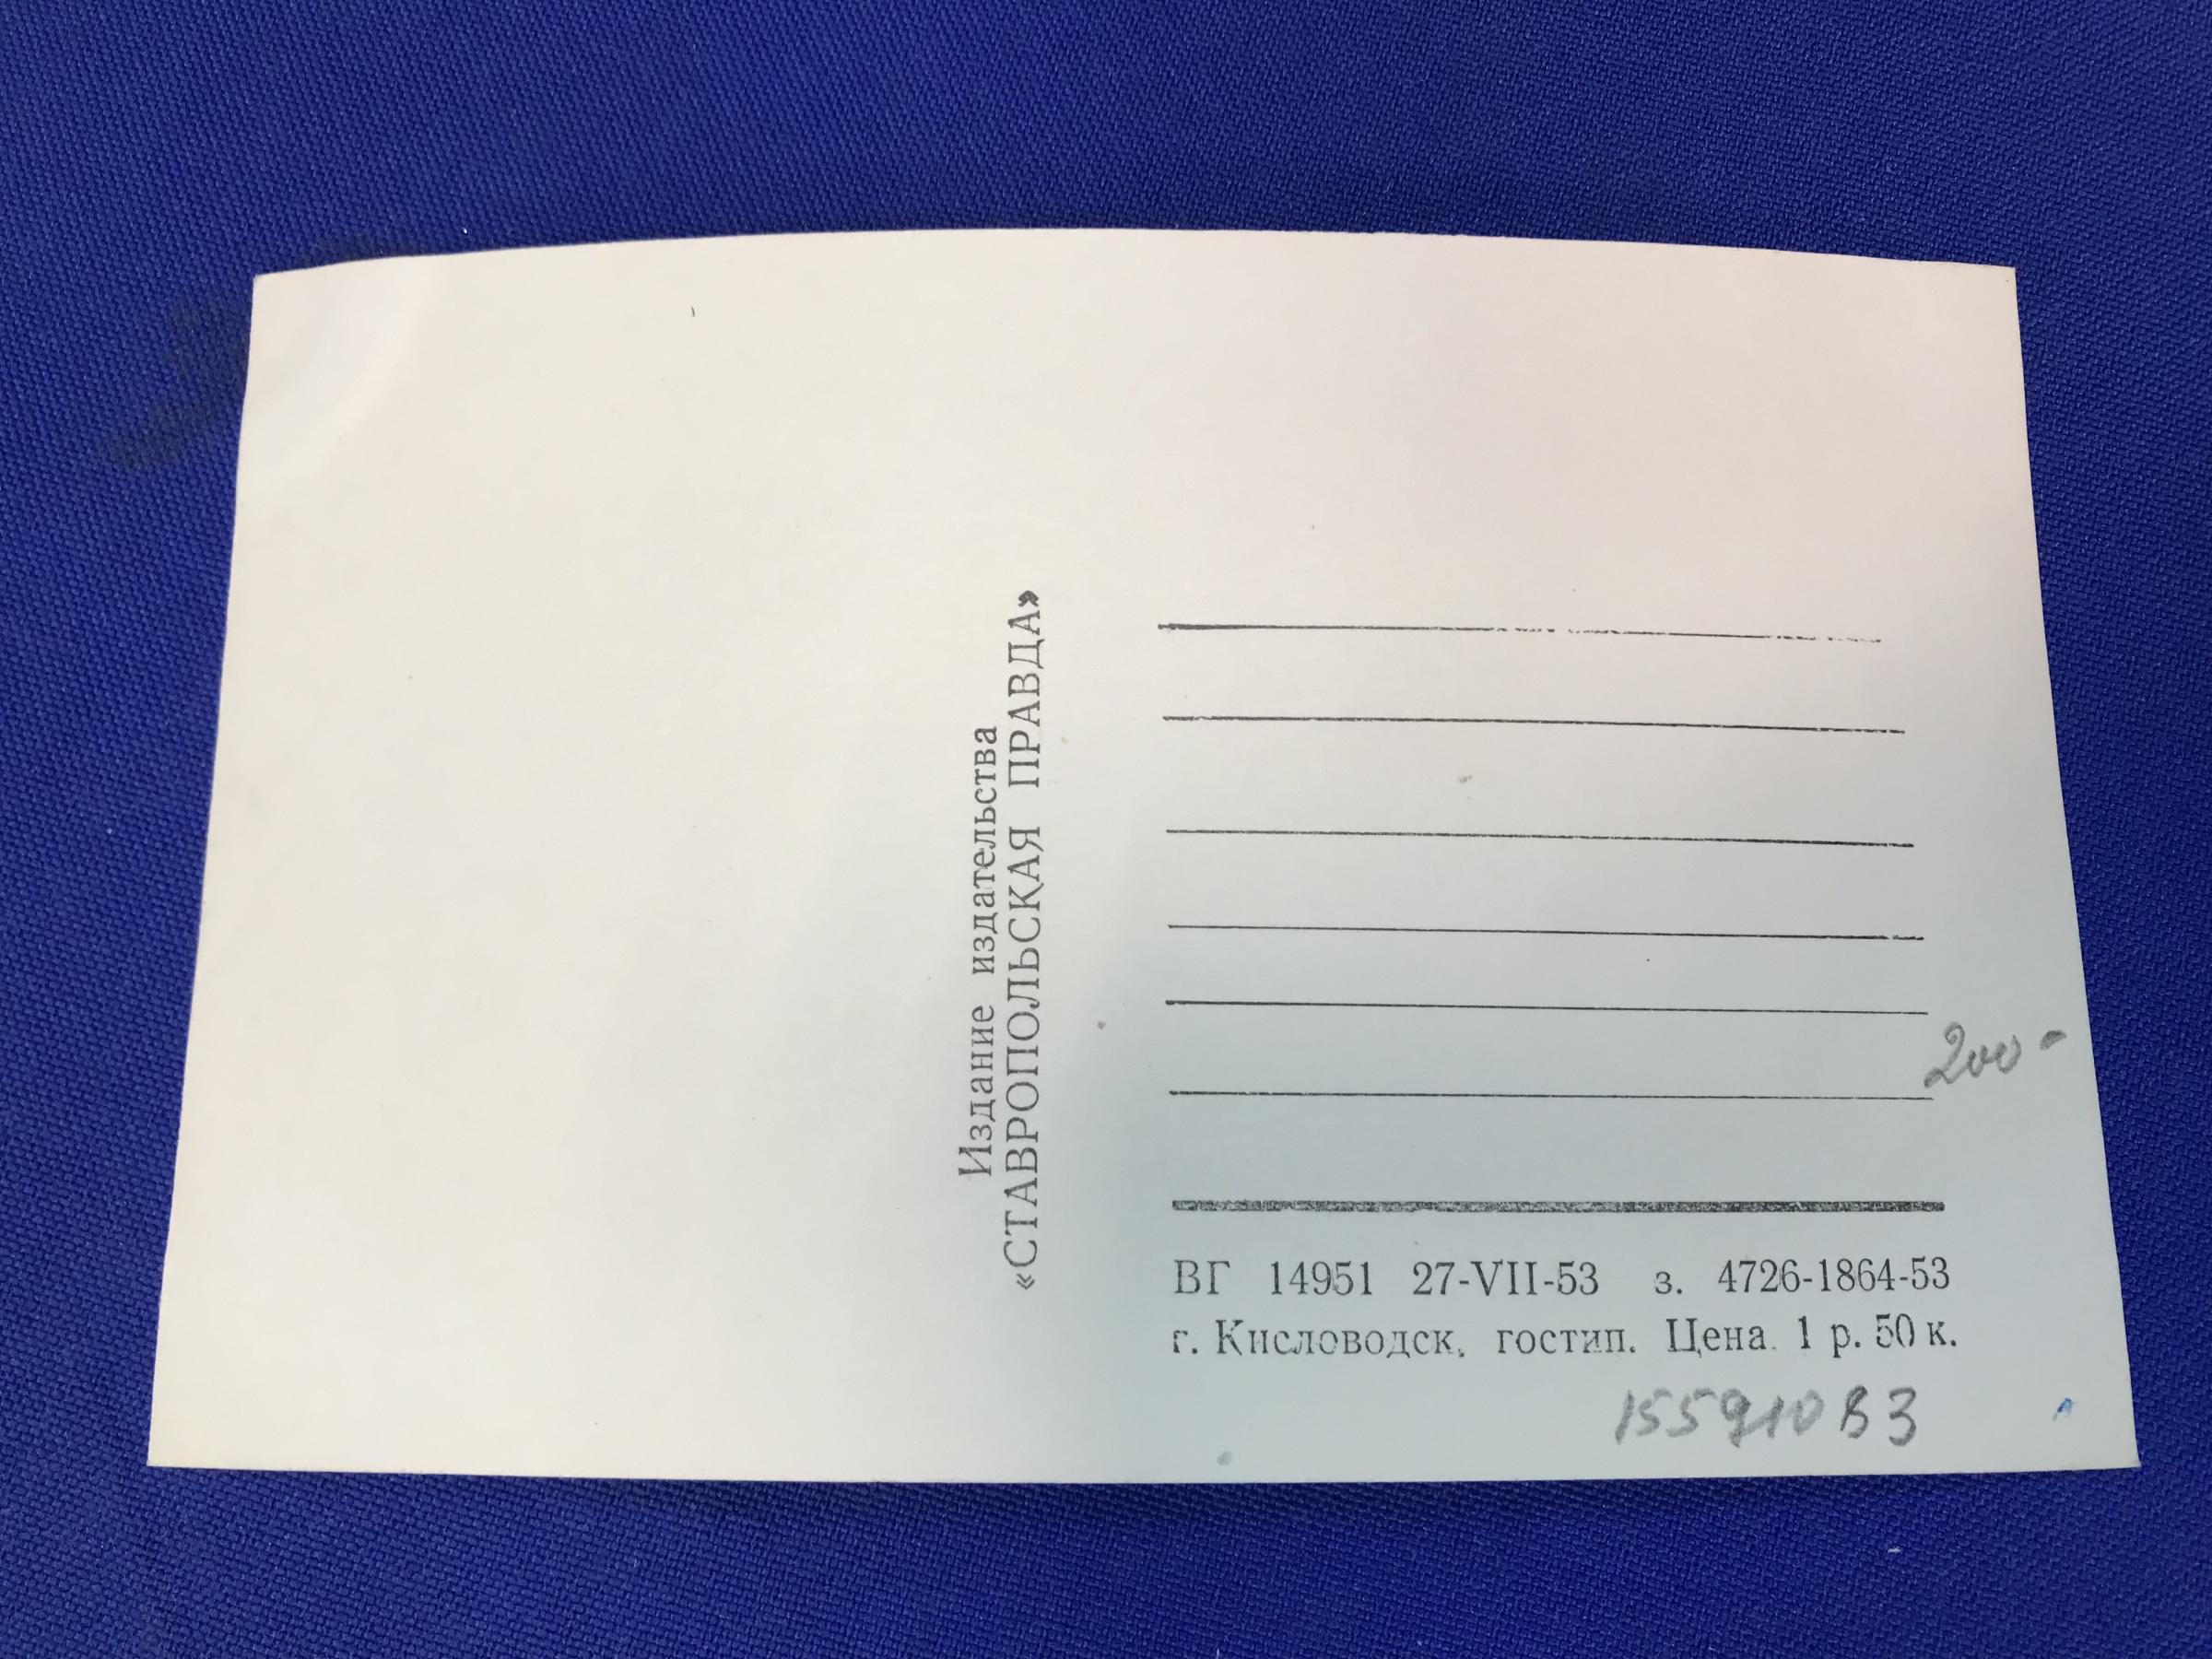 Издание издательства
«СТАВРОПОЛЬСКАЯ ПРАВДА»
200-
ВГ 14951 27-VII-53 з. 4726-1864-53
г. Кисловодск, гостип. Цена 1 р. 50 к.
155910В3